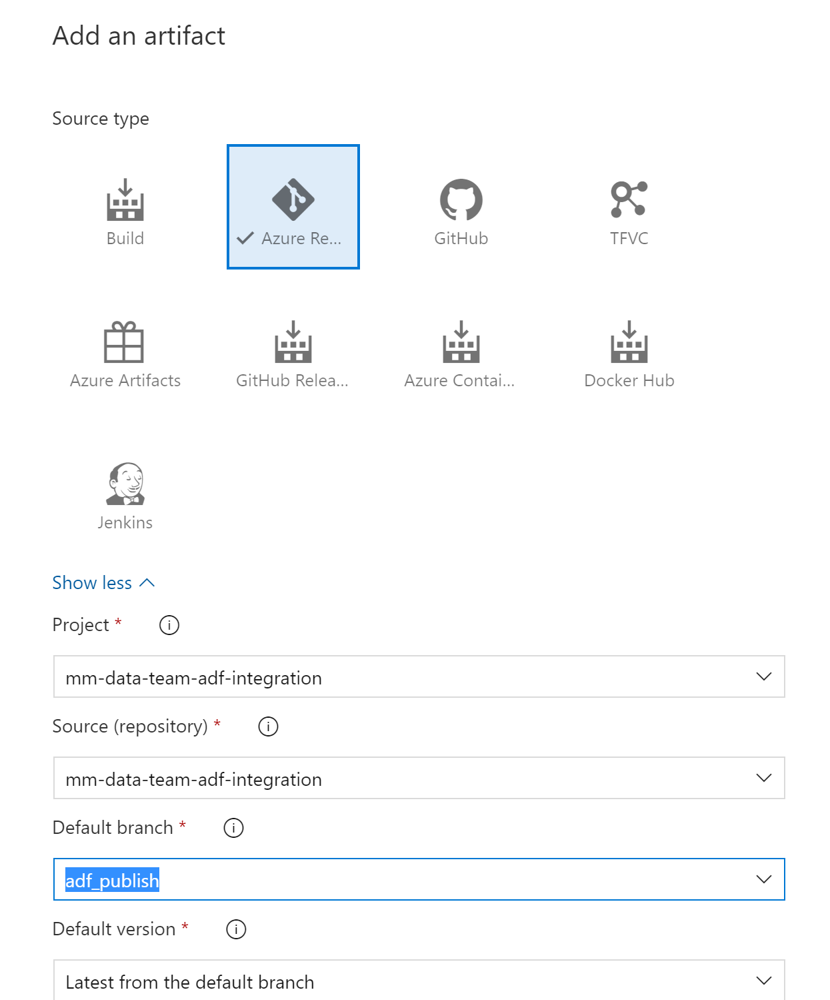 Add an artifact
Source type
Build
Azure Re...
GitHub
TFVC
Azure Artifacts
GitHub Relea...
Azure Contai...
Docker Hub
Jenkins
Show less
Project *
mm-data-team-adf-integration
Source (repository) *
mm-data-team-adf-integration
Default branch *
adf_publish
Default version *
Latest from the default branch